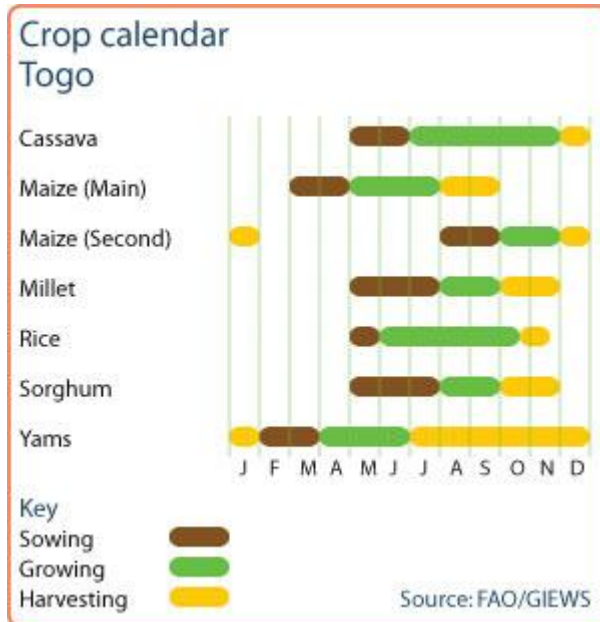 Crop calendar
Togo
Cassava
Maize (Main)
Maize (Second)
Millet
Rice
Sorghum
Yams
J F M A M J J A S O N D
Key
Sowing
Growing
Harvesting
Source: FAO/GIEWS